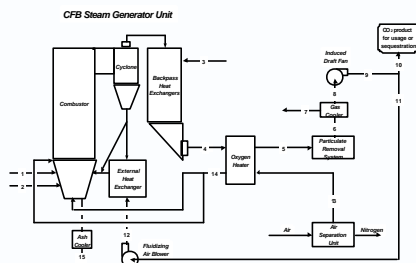 CFB Steam Generator Unit
CO2 product
for usage or
sequestration
Cyclone
Induced
Draft Fan
Combustor
Backpass
Heat
Exchangers
3
9
10
11
8
7
Gas
Cooler
6
4
Oxygen
Heater
5
Particulate
Removal
System
1
2
External
Heat
Exchanger
14
13
Ash
Cooler
15
12
Fluidizing
Air Blower
Air
Air
Separation
Unit
Nitrogen